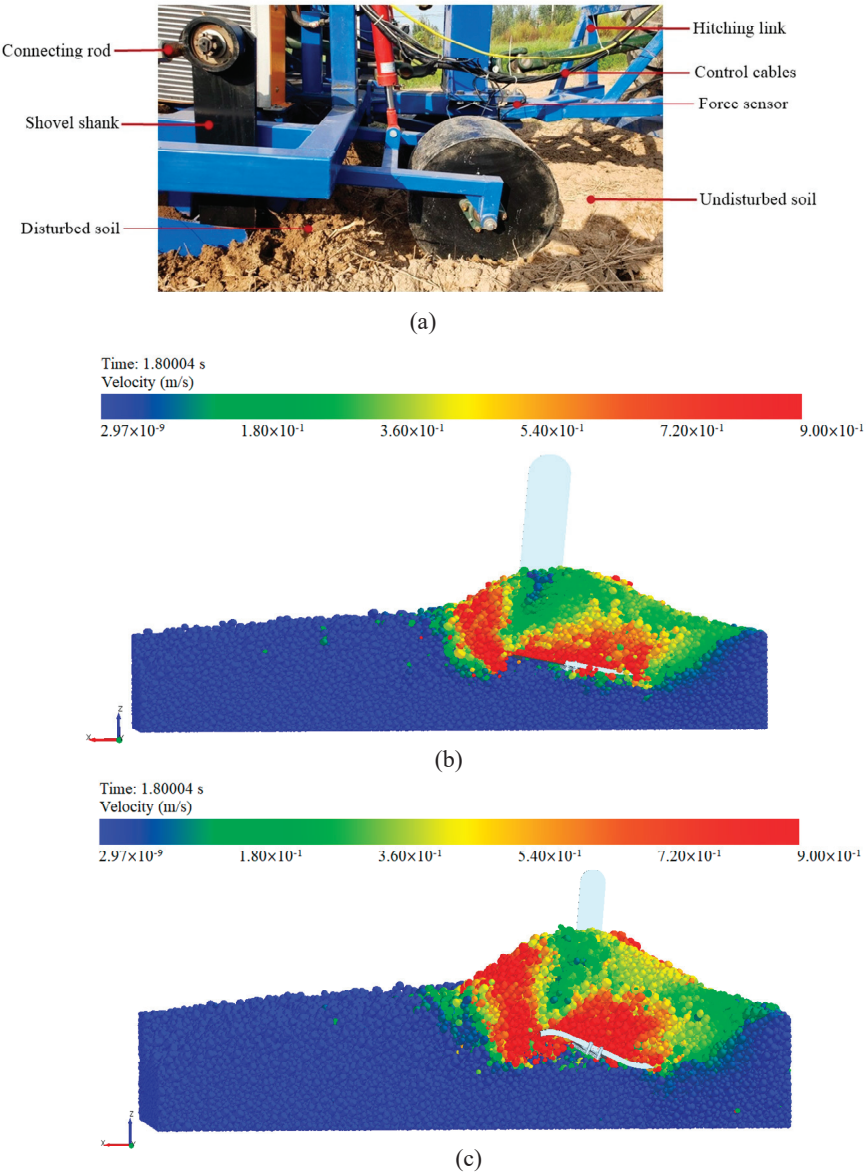 Connecting rod
Hitching link
Control cables
Force sensor
Shovel shank
Undisturbed soil
Disturbed soil
(a)
Time: 1.80004 s
Velocity (m/s)
2.97×10⁻⁹ 1.80×10⁻¹ 3.60×10⁻¹ 5.40×10⁻¹ 7.20×10⁻¹ 9.00×10⁻¹
Z
X
Y
(b)
Time: 1.80004 s
Velocity (m/s)
2.97×10⁻⁹ 1.80×10⁻¹ 3.60×10⁻¹ 5.40×10⁻¹ 7.20×10⁻¹ 9.00×10⁻¹
Z
X
Y
(c)